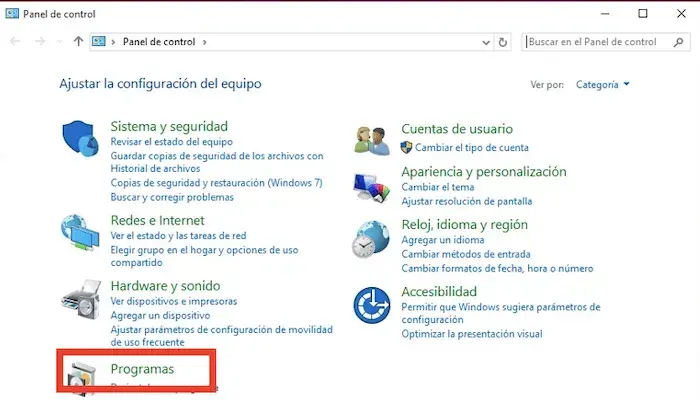 Panel de control
Panel de control
Buscar en el Panel de control
Ajustar la configuración del equipo
Ver por:
Categoría
Sistema y seguridad
Revisar el estado del equipo
Guardar copias de seguridad de los archivos con
Historial de archivos
Copias de seguridad y restauración (Windows 7)
Buscar y corregir problemas
Redes e Internet
Ver el estado y las tareas de red
Elegir grupo en el hogar y opciones de uso
compartido
Hardware y sonido
Ver dispositivos e impresoras
Agregar un dispositivo
Ajustar parámetros de configuración de movilidad
de uso frecuente
Programas
Cuentas de usuario
Cambiar el tipo de cuenta
Apariencia y personalización
Cambiar el tema
Ajustar resolución de pantalla
Reloj, idioma y región
Agregar un idioma
Cambiar métodos de entrada
Cambiar formatos de fecha, hora o número
Accesibilidad
Permitir que Windows sugiera parámetros de
configuración
Optimizar la presentación visual